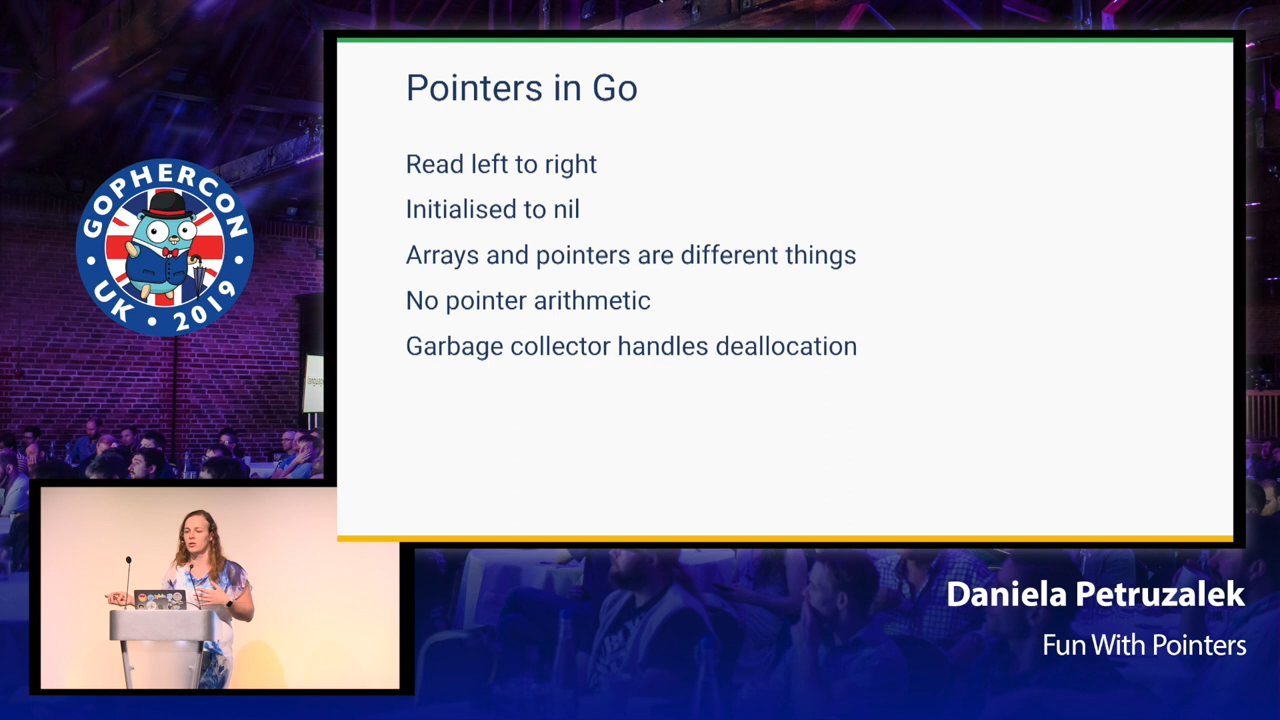 GOPHERCON
UK • 2019
Pointers in Go
Read left to right
Initialised to nil
Arrays and pointers are different things
No pointer arithmetic
Garbage collector handles deallocation
Daniela Petruzalek
Fun With Pointers